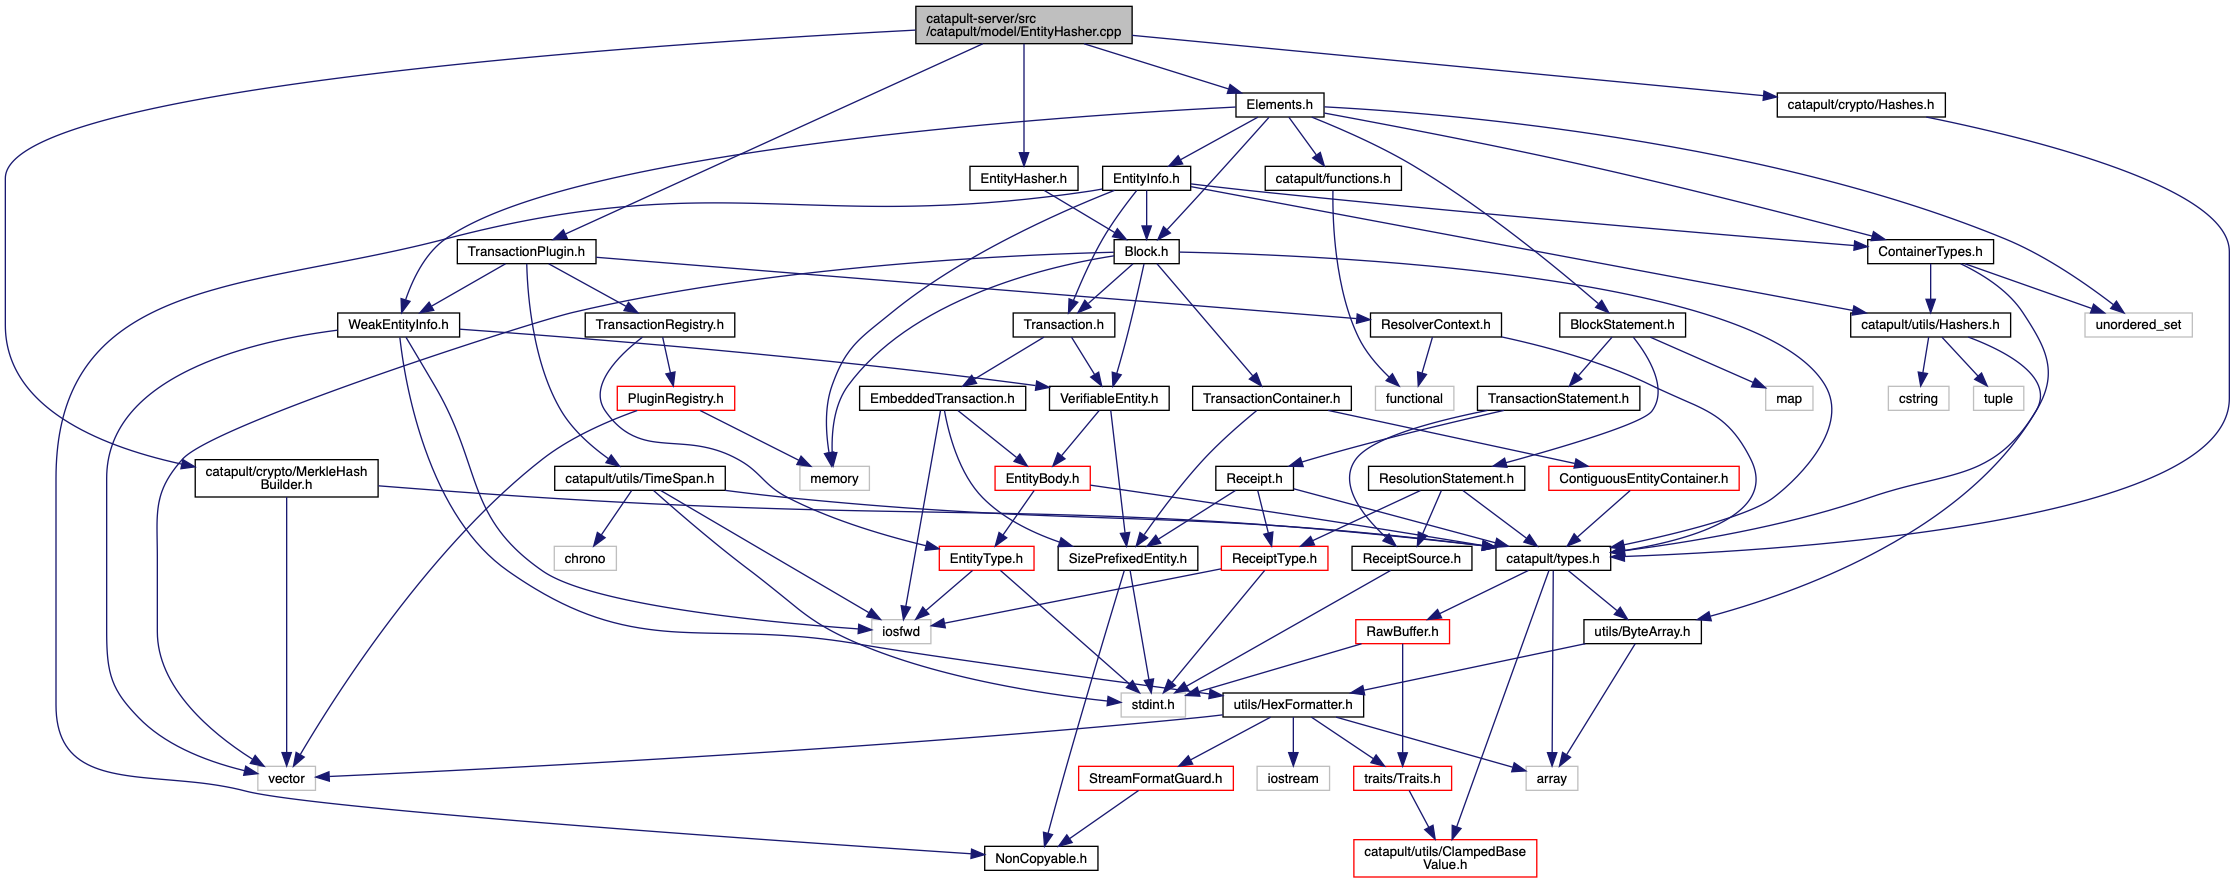 catapult-server/src
/catapult/model/EntityHasher.cpp
Elements.h
catapult/crypto/Hashes.h
EntityHasher.h
EntityInfo.h
catapult/functions.h
TransactionPlugin.h
Block.h
ContainerTypes.h
WeakEntityInfo.h
TransactionRegistry.h
Transaction.h
ResolverContext.h
BlockStatement.h
catapult/utils/Hashers.h
unordered_set
PluginRegistry.h
EmbeddedTransaction.h
VerifiableEntity.h
TransactionContainer.h
functional
TransactionStatement.h
map
cstring
tuple
catapult/crypto/MerkleHash
Builder.h
catapult/utils/TimeSpan.h
memory
EntityBody.h
Receipt.h
ResolutionStatement.h
ContiguousEntityContainer.h
chrono
EntityType.h
SizePrefixedEntity.h
ReceiptType.h
ReceiptSource.h
catapult/types.h
iosfwd
RawBuffer.h
utils/ByteArray.h
stdint.h
utils/HexFormatter.h
vector
StreamFormatGuard.h
iostream
traits/Traits.h
array
NonCopyable.h
catapult/utils/ClampedBase
Value.h